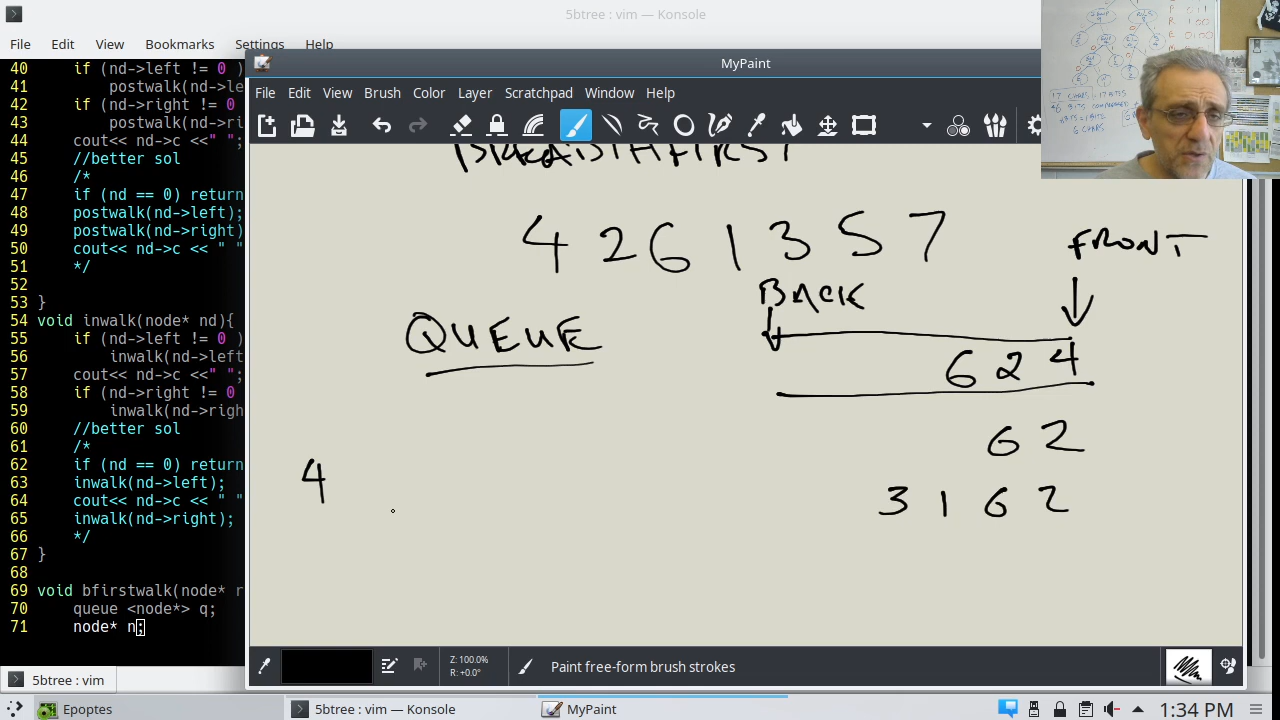 5btree : vim — Konsole
File Edit View Bookmarks Settings Help
MyPaint
File Edit View Brush Color Layer Scratchpad Window Help
40 if (nd->left != 0 )
41 postwalk(nd->le
42 if (nd->right != 0
43 postwalk(nd->ri
44 cout<< nd->c <<" ";
45 //better sol
46 /*
47 if (nd == 0) return
48 postwalk(nd->left);
49 postwalk(nd->right)
50 cout<< nd->c << " "
51 */
52
53 }
54 void inwalk(node* nd){
55 if (nd->left != 0 )
56 inwalk(nd->left
57 cout<< nd->c <<" ";
58 if (nd->right != 0
59 inwalk(nd->righ
60 //better sol
61 /*
62 if (nd == 0) return
63 inwalk(nd->left);
64 cout<< nd->c << " "
65 inwalk(nd->right);
66 */
67 }
68
69 void bfirstwalk(node* r
70 queue <node*> q;
71 node* n;
BREADTH FIRST
4 2 6 1 3 5 7
FRONT
BACK
QUEUE
6 2 4
6 2
4
3 1 6 2
Z: 100.0%
R: +0.0°
Paint free-form brush strokes
5btree : vim
Epoptes
5btree : vim — Konsole
MyPaint
1:34 PM